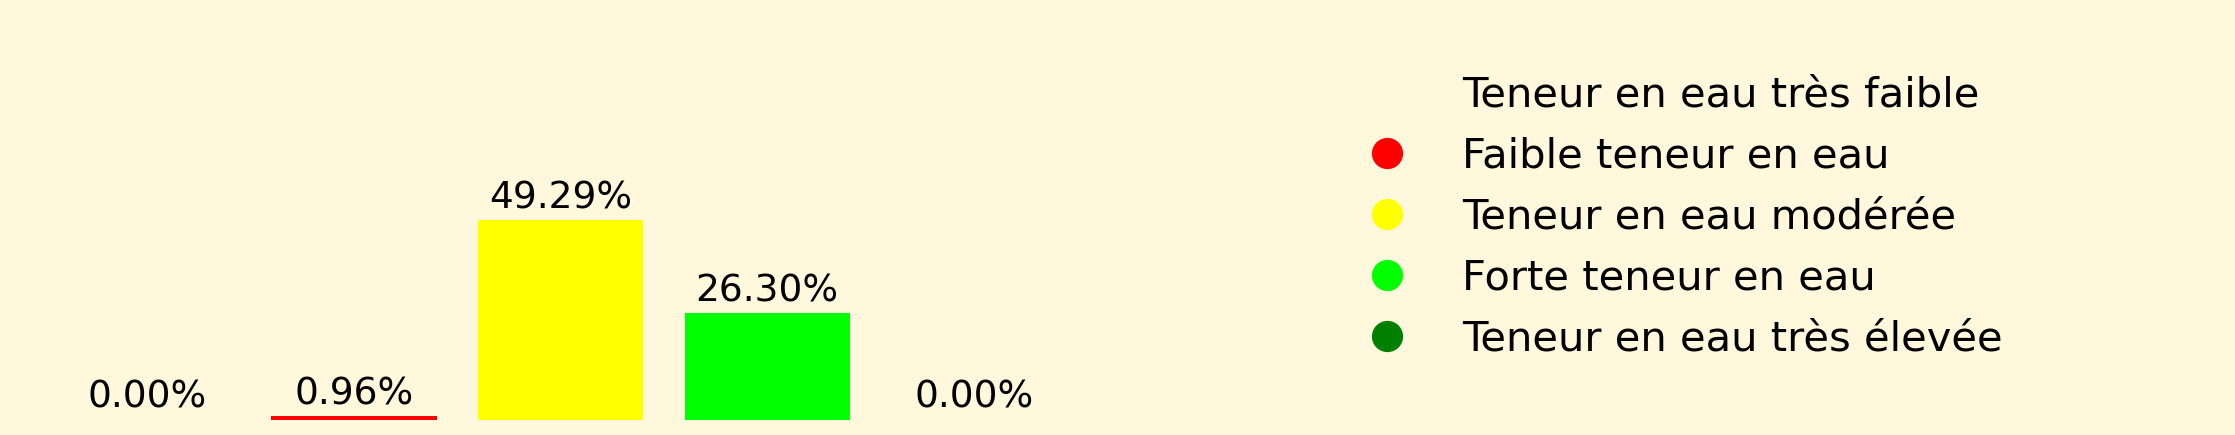 0.00%
0.96%
49.29%
26.30%
0.00%
Teneur en eau très faible
Faible teneur en eau
Teneur en eau modérée
Forte teneur en eau
Teneur en eau très élevée